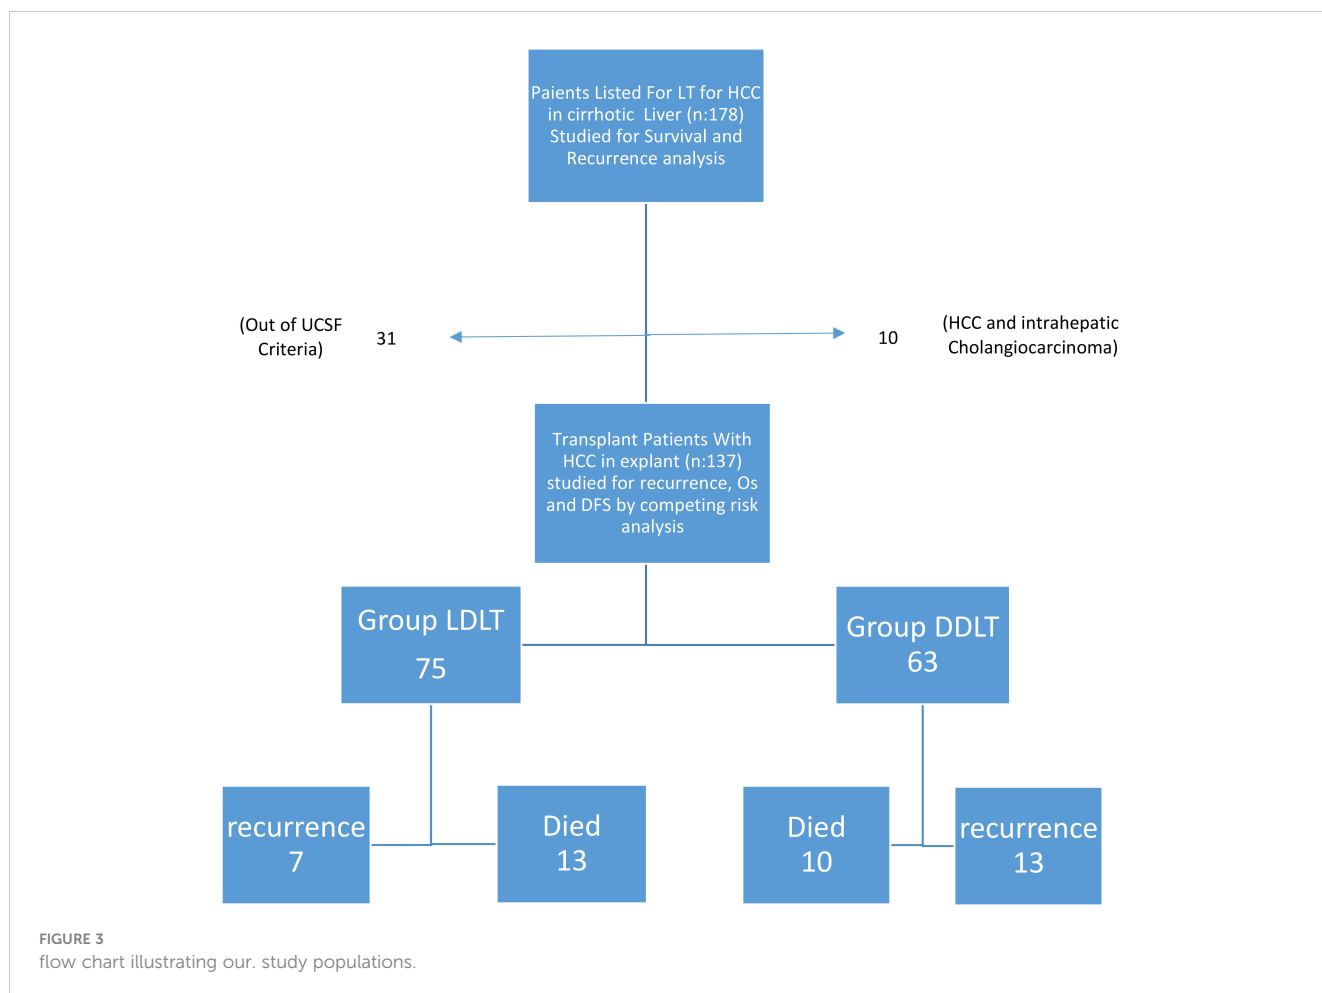 Paients Listed For LT for HCC
in cirrhotic Liver (n:178)
Studied for Survival and
Recurrence analysis
(Out of UCSF
Criteria)
31
10
(HCC and intrahepatic
Cholangiocarcinoma)
Transplant Patients With
HCC in explant (n:137)
studied for recurrence, Os
and DFS by competing risk
analysis
Group LDLT
75
Group DDLT
63
recurrence
7
Died
13
Died
10
recurrence
13
FIGURE 3
flow chart illustrating our. study populations.